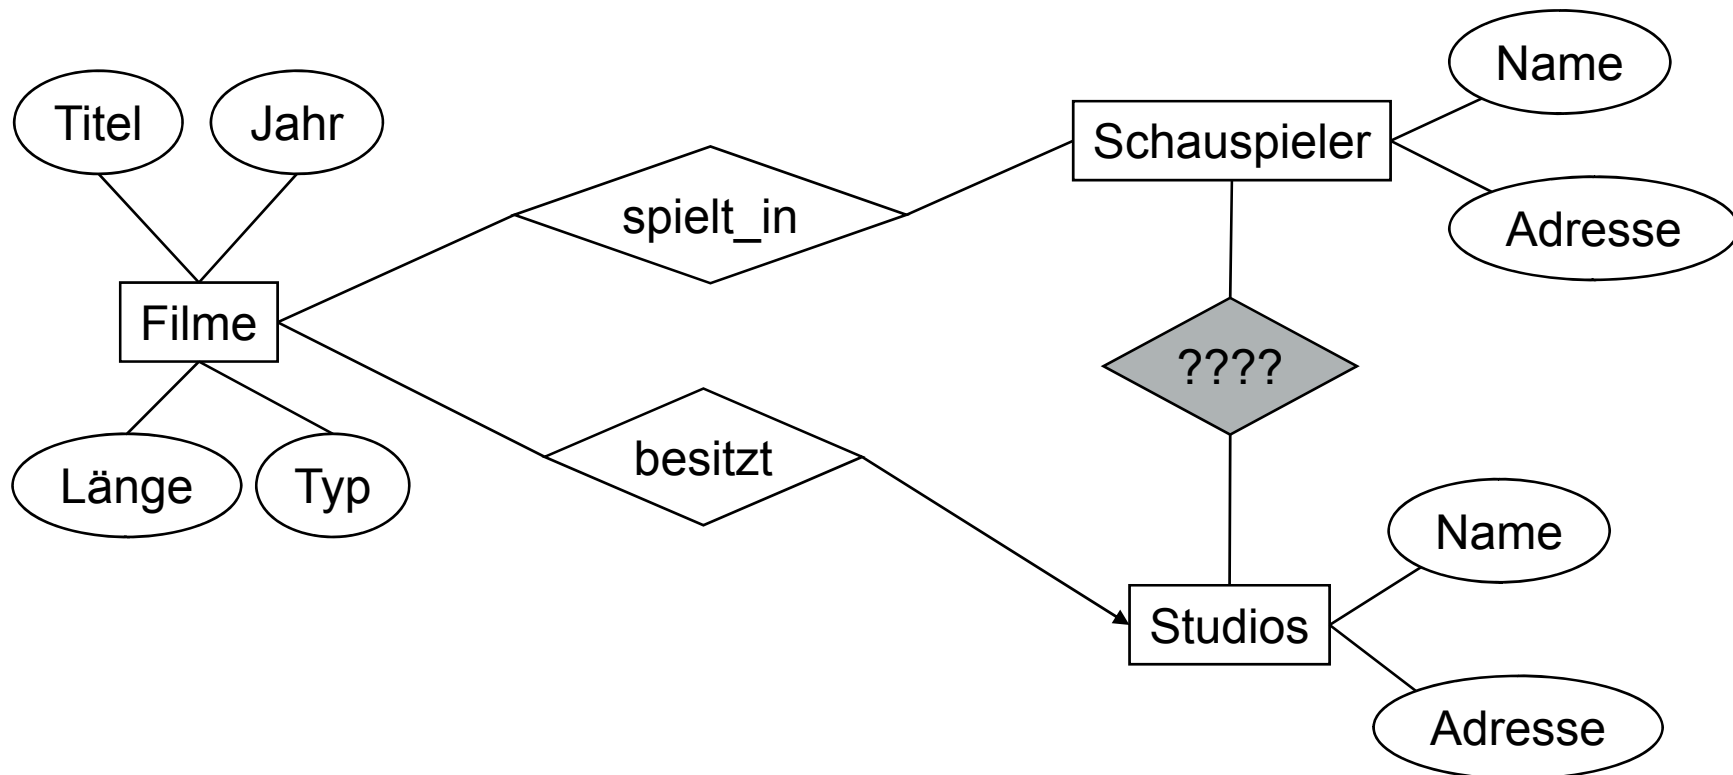 Name
Titel
Jahr
Schauspieler
spielt_in
Adresse
Filme
????
besitzt
Länge
Typ
Name
Studios
Adresse